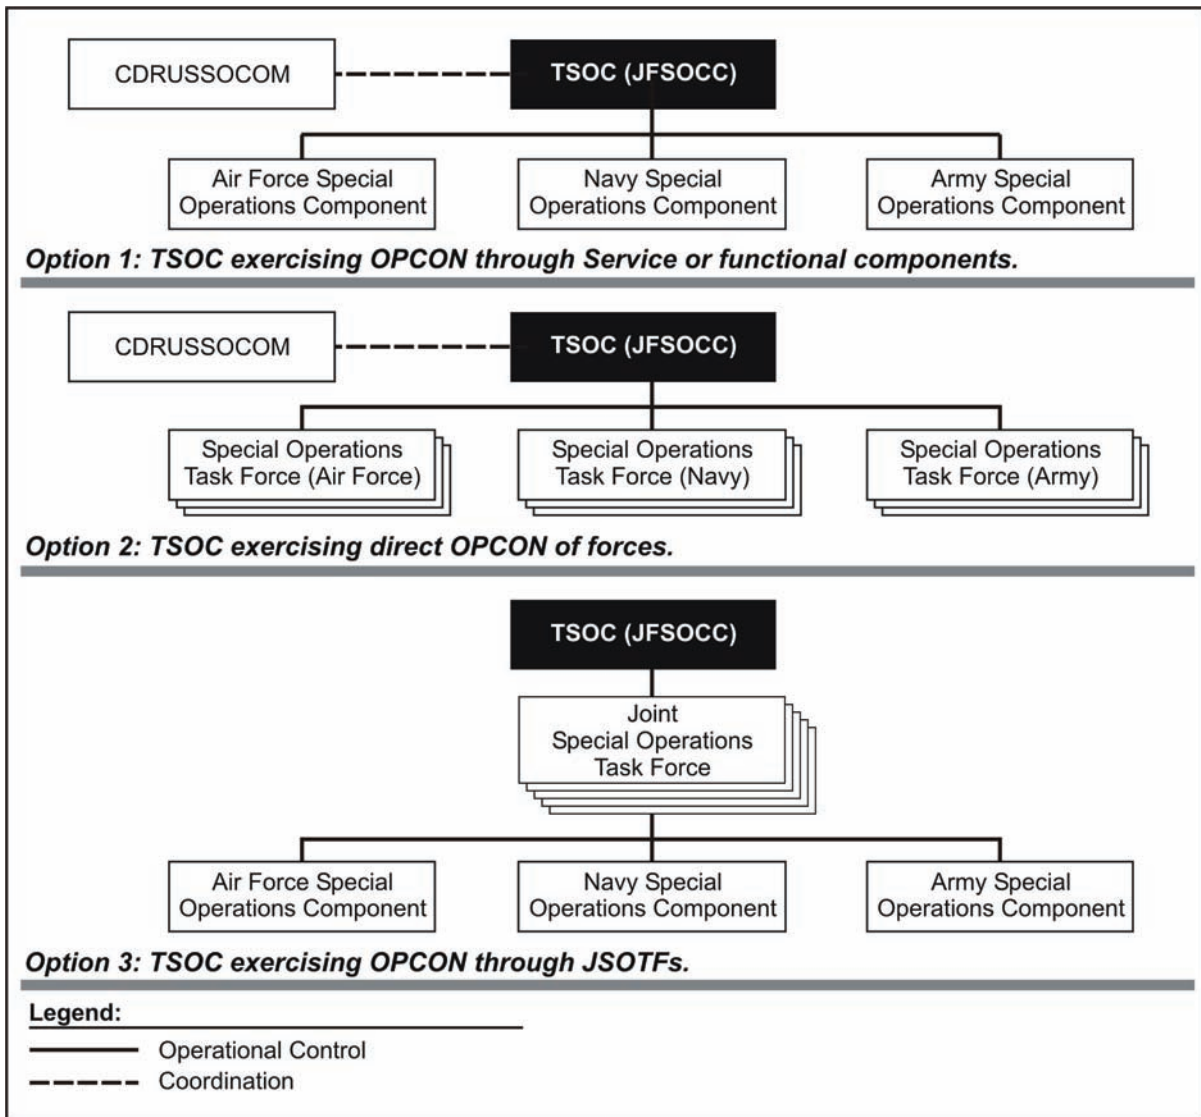 CDRUSSOCOM
TSOC (JFSOCC)
Air Force Special
Operations Component
Navy Special
Operations Component
Army Special
Operations Component
Option 1: TSOC exercising OPCON through Service or functional components.
CDRUSSOCOM
TSOC (JFSOCC)
Special Operations
Task Force (Air Force)
Special Operations
Task Force (Navy)
Special Operations
Task Force (Army)
Option 2: TSOC exercising direct OPCON of forces.
TSOC (JFSOCC)
Joint
Special Operations
Task Force
Air Force Special
Operations Component
Navy Special
Operations Component
Army Special
Operations Component
Option 3: TSOC exercising OPCON through JSOTFs.
Legend:
Operational Control
Coordination